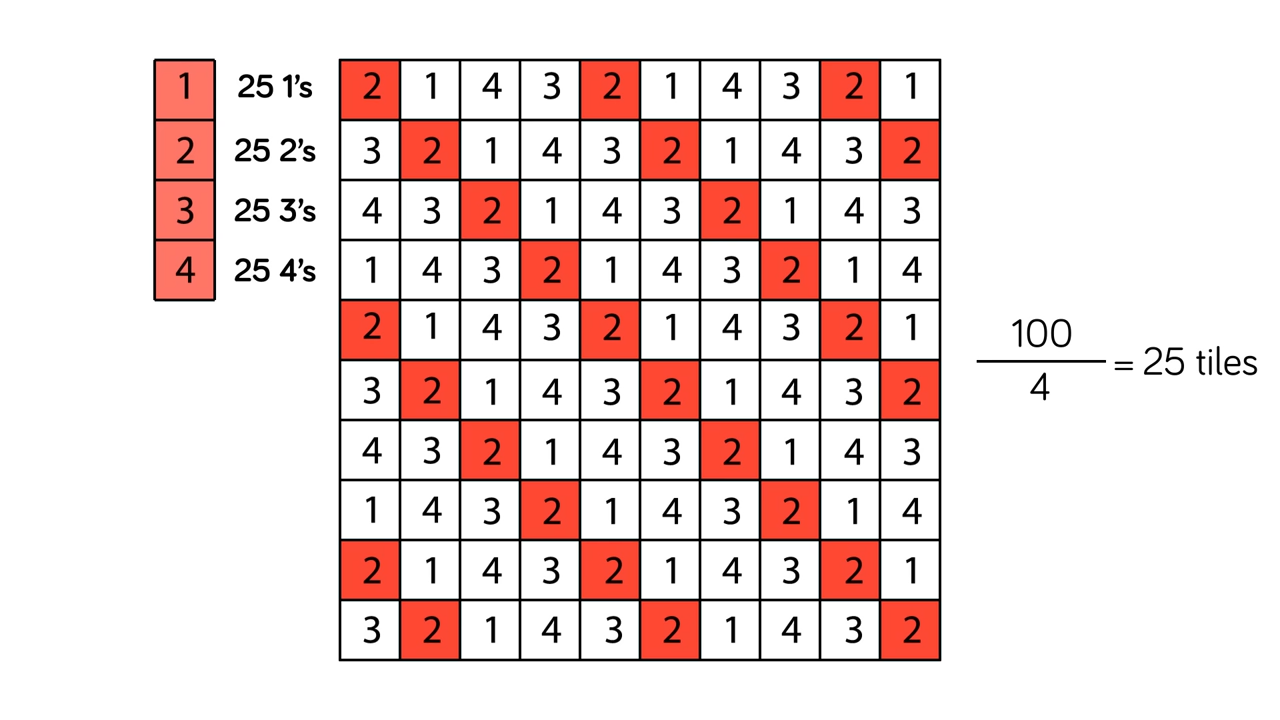 1 25 1's
2 25 2's
3 25 3's
4 25 4's
2 1 4 3 2 1 4 3 2 1
3 2 1 4 3 2 1 4 3 2
4 3 2 1 4 3 2 1 4 3
1 4 3 2 1 4 3 2 1 4
2 1 4 3 2 1 4 3 2 1
3 2 1 4 3 2 1 4 3 2
4 3 2 1 4 3 2 1 4 3
1 4 3 2 1 4 3 2 1 4
2 1 4 3 2 1 4 3 2 1
3 2 1 4 3 2 1 4 3 2
100
4
= 25 tiles